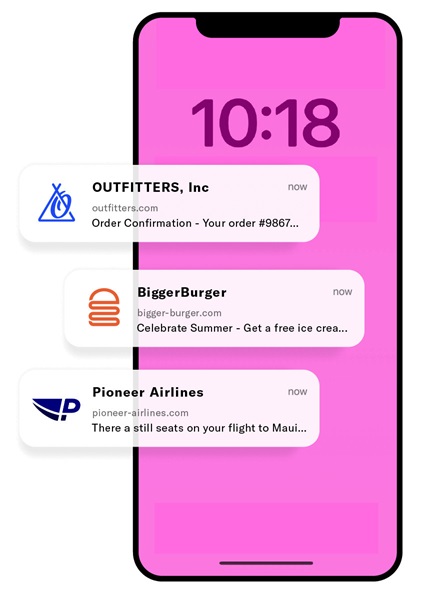 10:18
OUTFITTERS, Inc now
outfitters.com
Order Confirmation - Your order #9867...
BiggerBurger now
bigger-burger.com
Celebrate Summer - Get a free ice crea...
P
Pioneer Airlines now
pioneer-airlines.com
There a still seats on your flight to Maui...